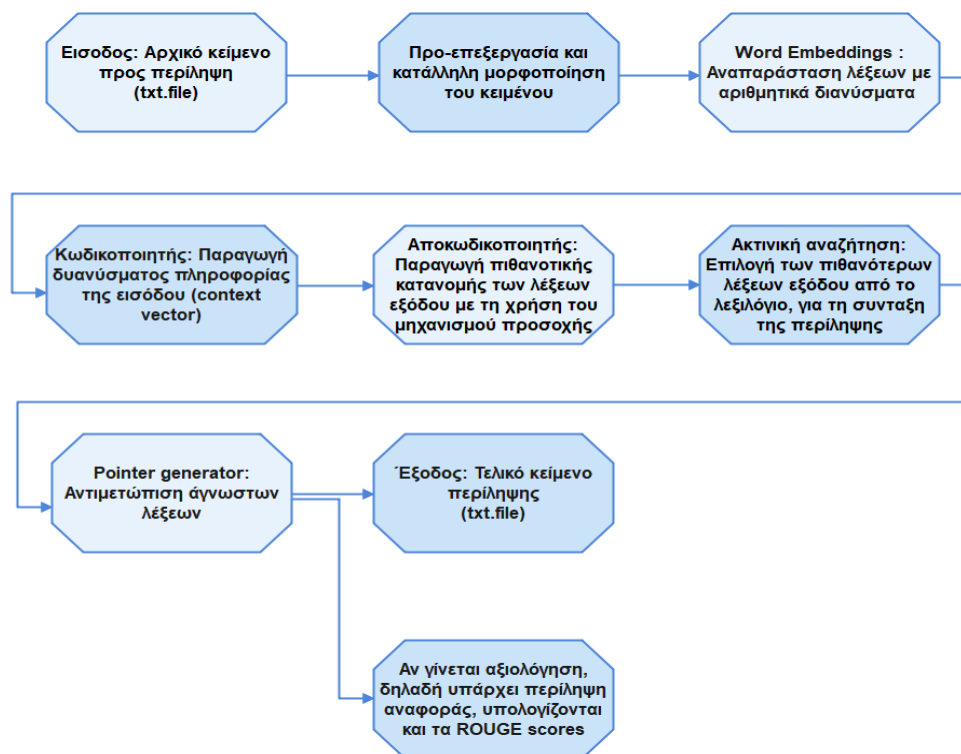 Εισοδος: Αρχικό κείμενο
προς περίληψη
(txt.file)
Προ-επεξεργασία και
κατάλληλη μορφοποίηση
του κειμένου
Word Embeddings :
Αναπαράσταση λέξεων με
αριθμητικά διανύσματα
Κωδικοποιητής: Παραγωγή
δυανύσματος πληροφορίας
της εισόδου (context
vector)
Αποκωδικοποιητής:
Παραγωγή πιθανοτικής
κατανομής των λέξεων
εξόδου με τη χρήση του
μηχανισμού προσοχής
Ακτινική αναζήτηση:
Επιλογή των πιθανότερων
λέξεων εξόδου από το
λεξιλόγιο, για τη συνταξη
της περίληψης
Pointer generator:
Αντιμετώπιση άγνωστων
λέξεων
Έξοδος: Τελικό κείμενο
περίληψης
(txt.file)
Αν γίνεται αξιολόγηση,
δηλαδή υπάρχει περίληψη
αναφοράς, υπολογίζονται
και τα ROUGE scores